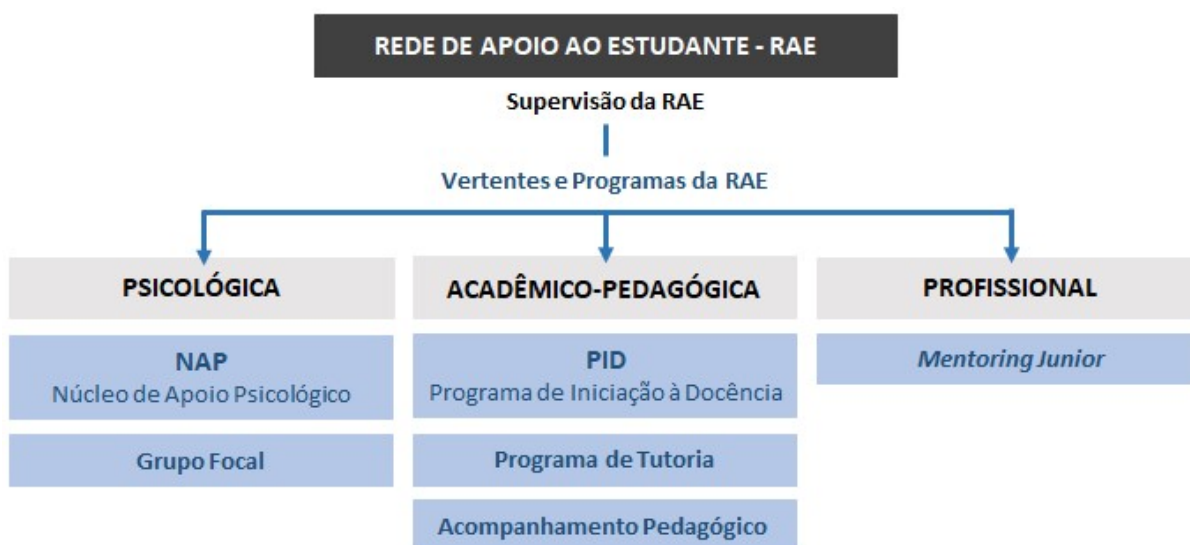 REDE DE APOIO AO ESTUDANTE - RAE
Supervisão da RAE
Vertentes e Programas da RAE
PSICOLÓGICA
NAP
Núcleo de Apoio Psicológico
Grupo Focal
ACADÊMICO-PEDAGÓGICA
PID
Programa de Iniciação à Docência
Programa de Tutoria
Acompanhamento Pedagógico
PROFISSIONAL
Mentoring Junior